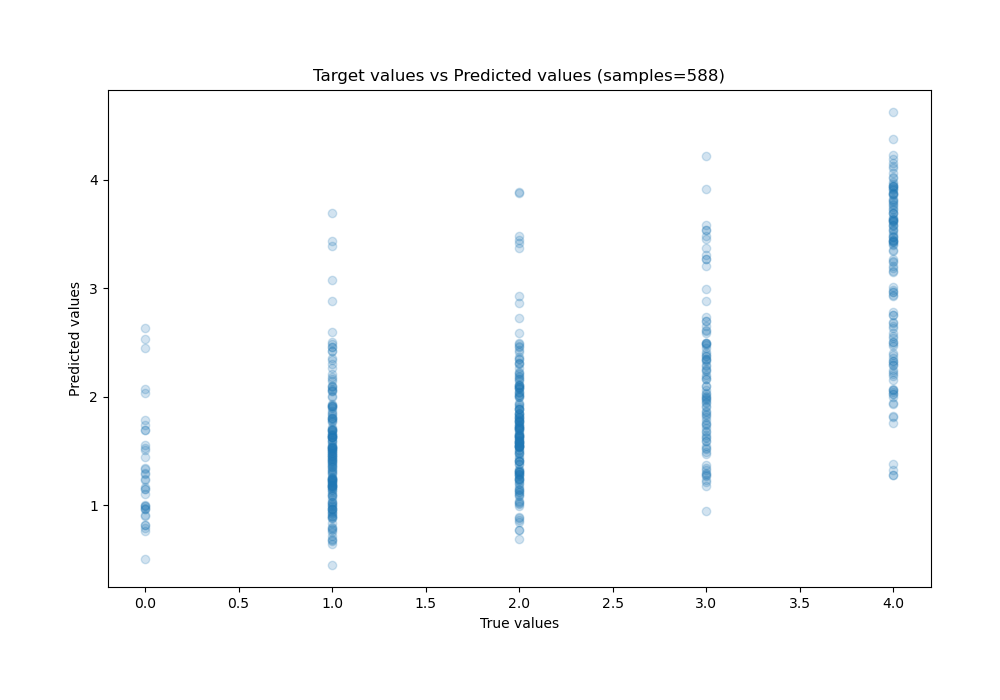 Target values vs Predicted values (samples=588)
Predicted values
4
3
2
1
0.0 0.5 1.0 1.5 2.0 2.5 3.0 3.5 4.0
True values